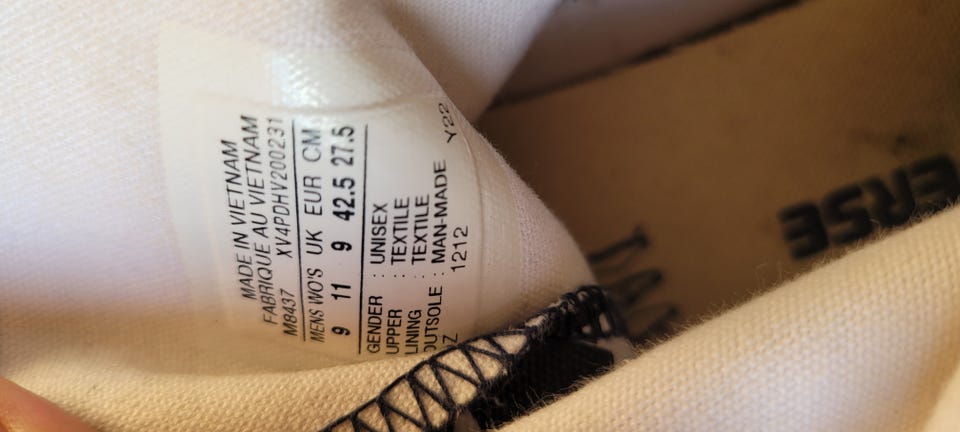 MADE IN VIETNAM
FABRIQUE AU VIETNAM
M8437 XV4PDHV200231
MENS WO'S UK EUR CM
9 11 9 42.5 27.5
GENDER : UNISEX
UPPER : TEXTILE
LINING : TEXTILE
OUTSOLE : MAN-MADE
Z 1212 Y22
ERSE